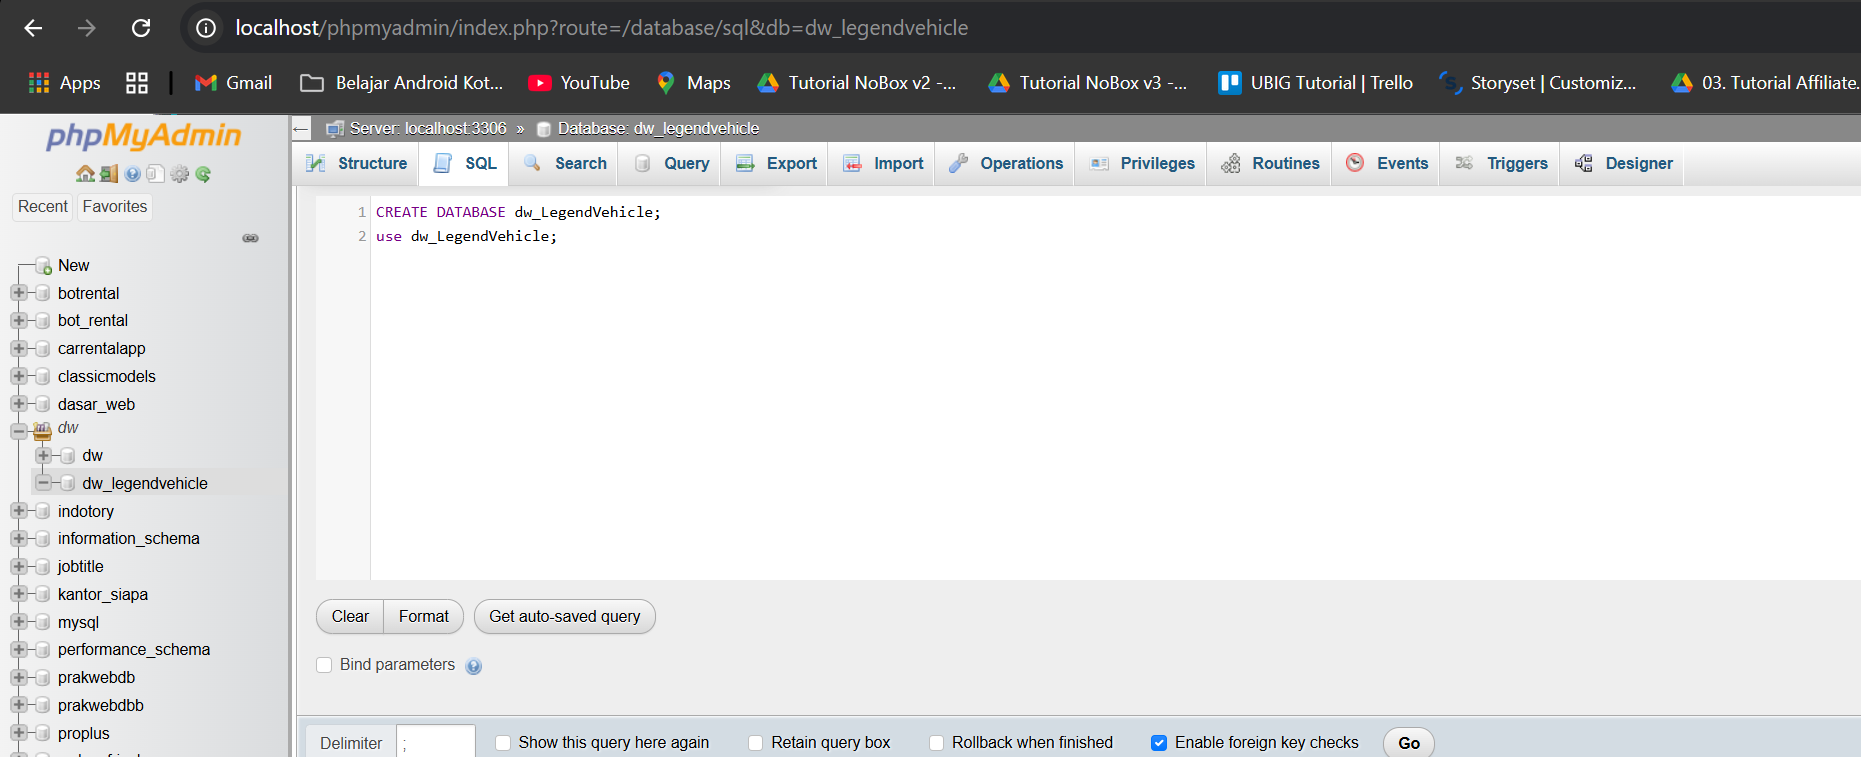 localhost/phpmyadmin/index.php?route=/database/sql&db=dw_legendvehicle
Apps Gmail Belajar Android Kot... YouTube Maps Tutorial NoBox v2 -... Tutorial NoBox v3 -... UBIG Tutorial | Trello Storyset | Customiz... 03. Tutorial Affiliate.
phpMyAdmin
Recent Favorites
New
botrental
bot_rental
carrentalapp
classicmodels
dasar_web
dw
dw
dw_legendvehicle
indotory
information_schema
jobtitle
kantor_siapa
mysql
performance_schema
prakwebdb
prakwebdbb
proplus
Server: localhost:3306 » Database: dw_legendvehicle
Structure SQL Search Query Export Import Operations Privileges Routines Events Triggers Designer
1 CREATE DATABASE dw_LegendVehicle;
2 use dw_LegendVehicle;
Clear Format Get auto-saved query
Bind parameters
Delimiter ; Show this query here again Retain query box Rollback when finished Enable foreign key checks Go